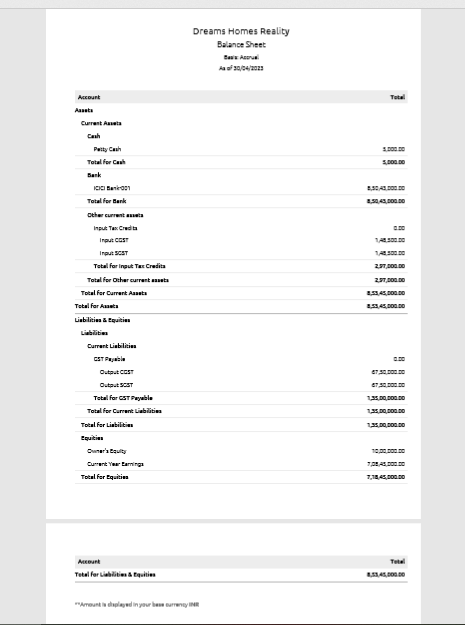 Dreams Homes Reality
Balance Sheet
Basis: Accrual
As of 30/04/2023
Account Total
Assets
Current Assets
Cash
Petty Cash 5,000.00
Total for Cash 5,000.00
Bank
ICICI Bank-001 8,50,43,000.00
Total for Bank 8,50,43,000.00
Other current assets
Input Tax Credits 0.00
Input CGST 1,48,500.00
Input SGST 1,48,500.00
Total for Input Tax Credits 2,97,000.00
Total for Other current assets 2,97,000.00
Total for Current Assets 8,53,45,000.00
Total for Assets 8,53,45,000.00
Liabilities & Equities
Liabilities
Current Liabilities
GST Payable 0.00
Output CGST 67,50,000.00
Output SGST 67,50,000.00
Total for GST Payable 1,35,00,000.00
Total for Current Liabilities 1,35,00,000.00
Total for Liabilities 1,35,00,000.00
Equities
Owner's Equity 10,00,000.00
Current Year Earnings 7,08,45,000.00
Total for Equities 7,18,45,000.00
Account Total
Total for Liabilities & Equities 8,53,45,000.00
**Amount is displayed in your base currency INR